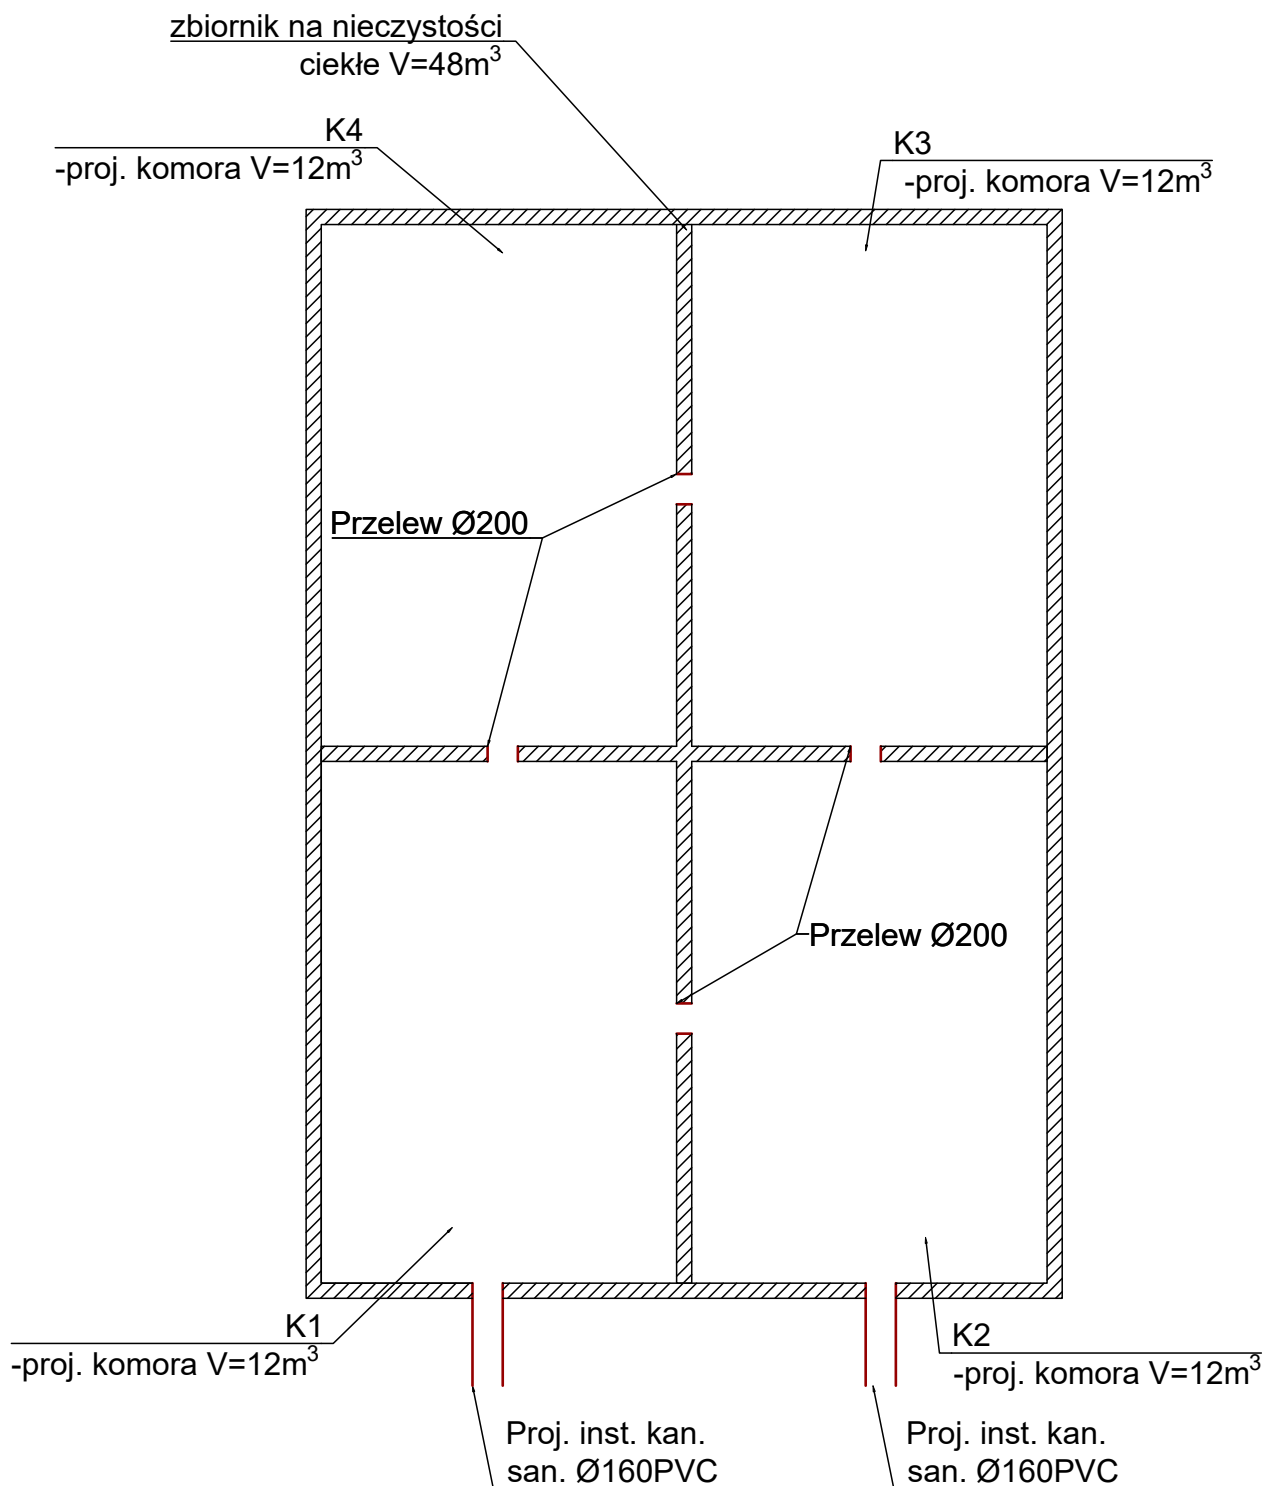 zbiornik na nieczystości
ciekłe V=48m³
K4
-proj. komora V=12m³
K3
-proj. komora V=12m³
Przelew Ø200
Przelew Ø200
K1
-proj. komora V=12m³
K2
-proj. komora V=12m³
Proj. inst. kan.
san. Ø160PVC
Proj. inst. kan.
san. Ø160PVC